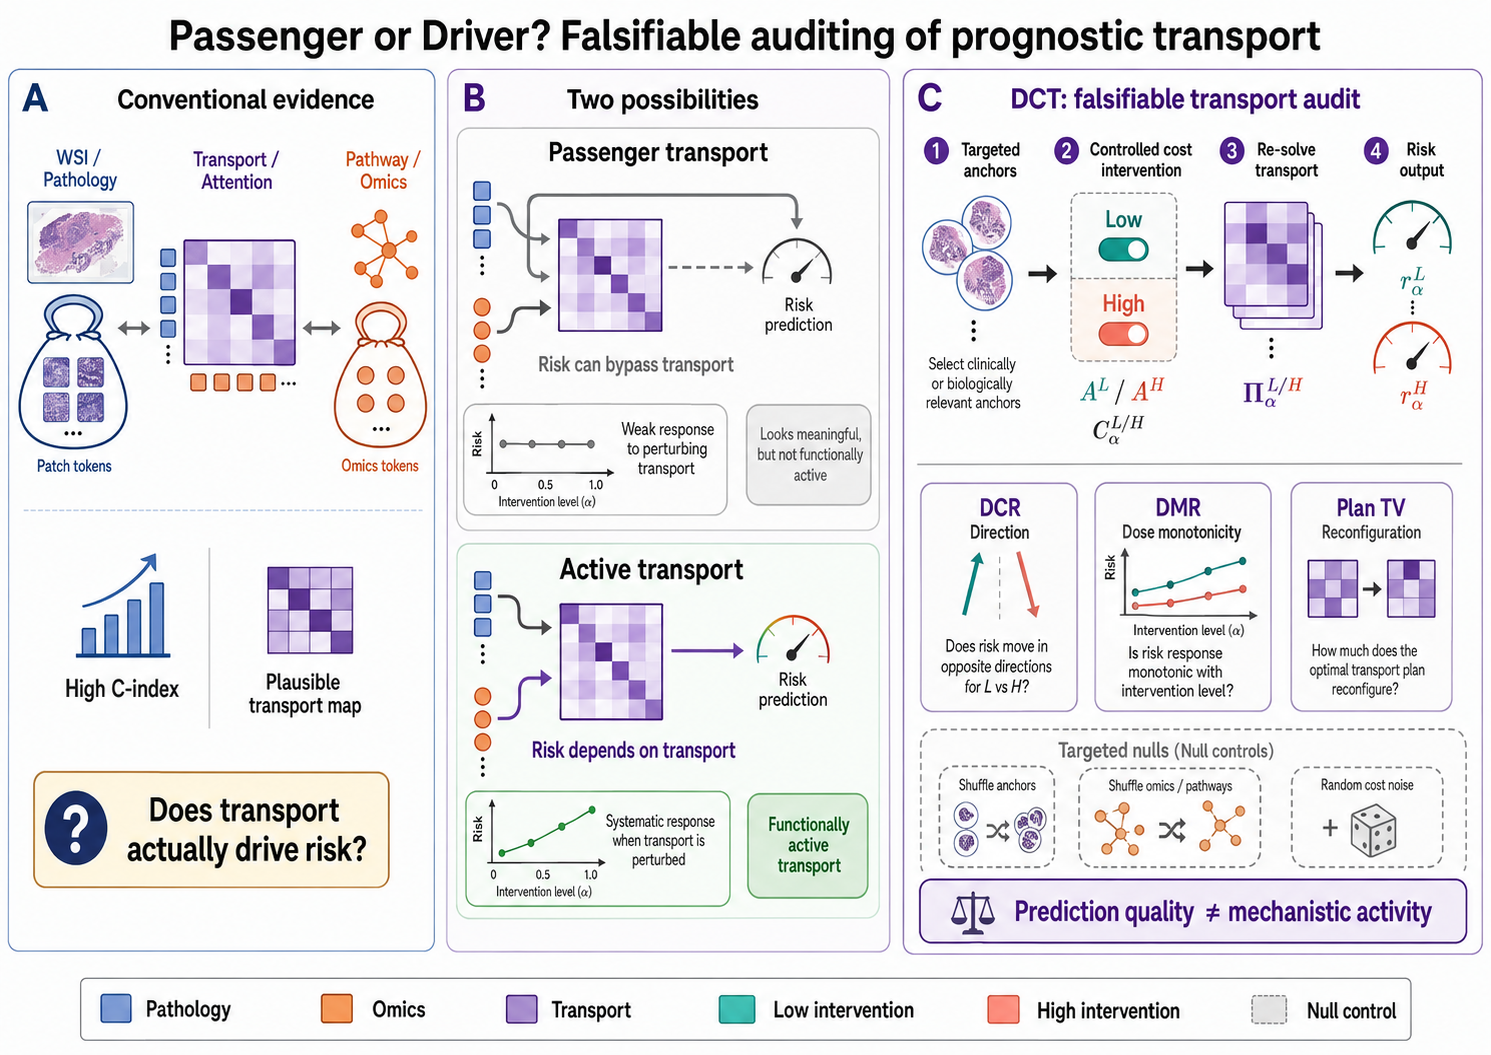 Passenger or Driver? Falsifiable auditing of prognostic transport
A
Conventional evidence
WSI /
Pathology
Transport /
Attention
Pathway /
Omics
Patch tokens
Omics tokens
High C-index
Plausible
transport map
?
Does transport
actually drive risk?
B
Two possibilities
Passenger transport
Risk
prediction
Risk can bypass transport
Risk
0 0.5 1.0
Intervention level (α)
Weak response
to perturbing
transport
Looks meaningful,
but not functionally
active
Active transport
Risk
prediction
Risk depends on transport
Risk
0 0.5 1.0
Intervention level (α)
Systematic response
when transport is
perturbed
Functionally
active
transport
C
DCT: falsifiable transport audit
1
Targeted
anchors
2
Controlled cost
intervention
3
Re-solve
transport
4
Risk
output
Select clinically
or biologically
relevant anchors
Low
High
A^L / A^H
C_α^{L/H}
Π_α^{L/H}
r_α^L
r_α^H
DCR
Direction
Does risk move in
opposite directions
for L vs H?
DMR
Dose monotonicity
Risk
Intervention level (α)
Is risk response
monotonic with
intervention level?
Plan TV
Reconfiguration
How much does the
optimal transport plan
reconfigure?
Targeted nulls (Null controls)
Shuffle anchors
Shuffle omics / pathways
Random cost noise
+
Prediction quality ≠ mechanistic activity
Pathology
Omics
Transport
Low intervention
High intervention
Null control